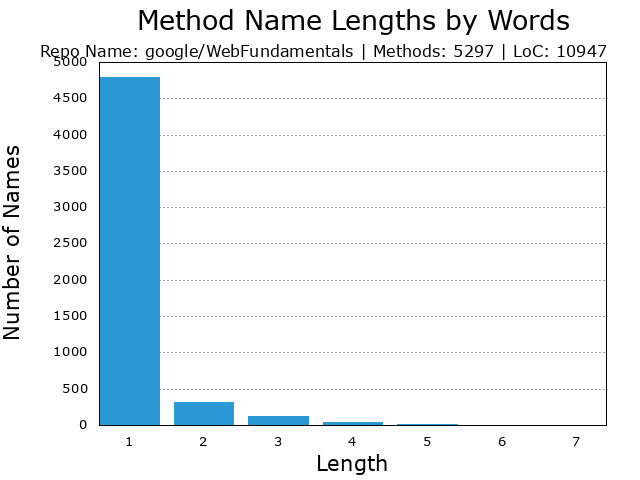 Method Name Lengths by Words
Repo Name: google/WebFundamentals | Methods: 5297 | LoC: 10947
5000
4500
4000
3500
3000
2500
2000
1500
1000
500
0
Number of Names
1 2 3 4 5 6 7
Length